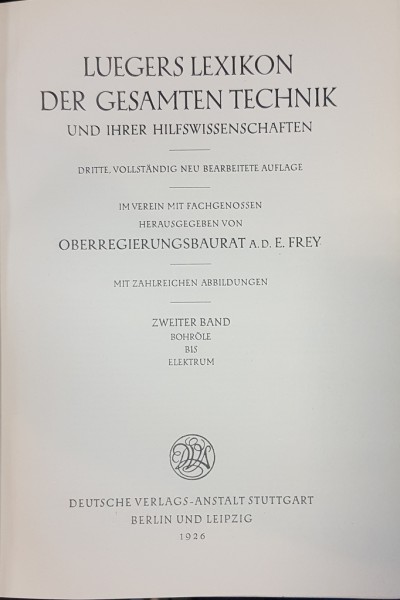 LUEGERS LEXIKON
DER GESAMTEN TECHNIK
UND IHRER HILFSWISSENSCHAFTEN
DRITTE, VOLLSTÄNDIG NEU BEARBEITETE AUFLAGE
IM VEREIN MIT FACHGENOSSEN
HERAUSGEGEBEN VON
OBERREGIERUNGSBAURAT A. D. E. FREY
MIT ZAHLREICHEN ABBILDUNGEN
ZWEITER BAND
BOHRÖLE
BIS
ELEKTRUM
DVAS
DEUTSCHE VERLAGS-ANSTALT STUTTGART
BERLIN UND LEIPZIG
1926